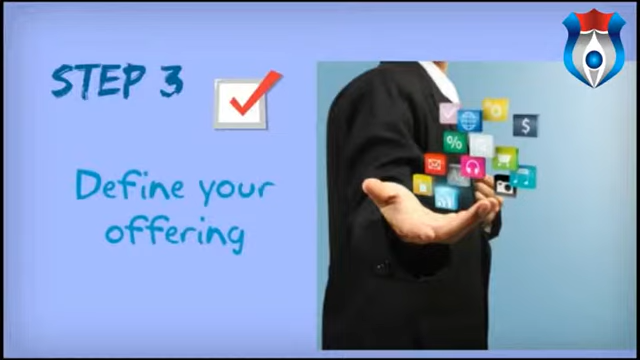 STEP 3
Define your
offering
$
%